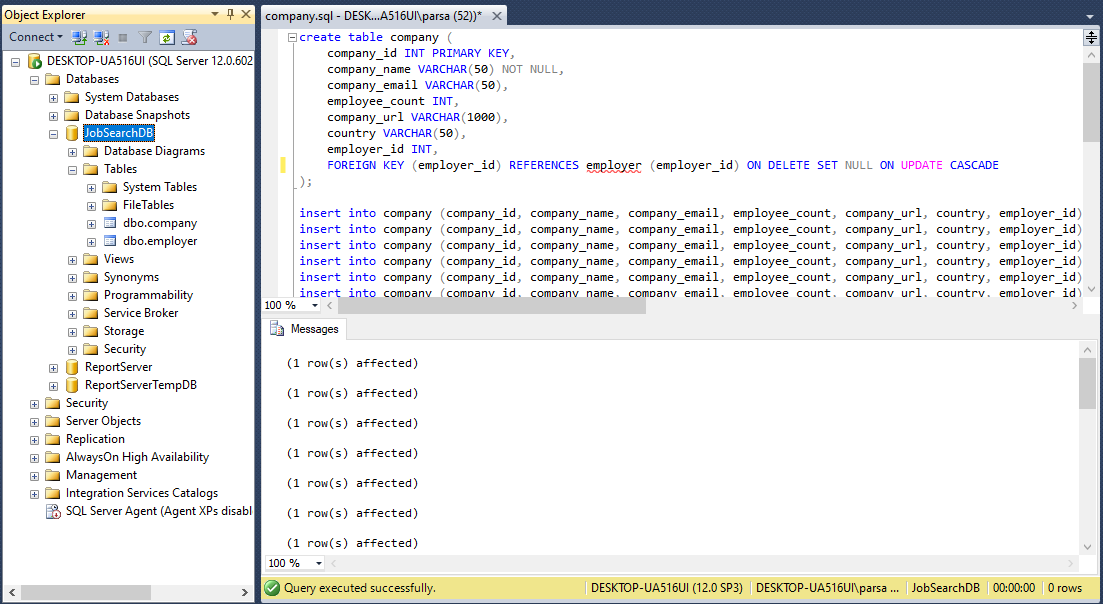 Object Explorer
Connect
DESKTOP-UA516UI (SQL Server 12.0.602
Databases
System Databases
Database Snapshots
JobSearchDB
Database Diagrams
Tables
System Tables
FileTables
dbo.company
dbo.employer
Views
Synonyms
Programmability
Service Broker
Storage
Security
ReportServer
ReportServerTempDB
Security
Server Objects
Replication
AlwaysOn High Availability
Management
Integration Services Catalogs
SQL Server Agent (Agent XPs disabl
company.sql - DESK...A516UI\parsa (52))*
create table company (
company_id INT PRIMARY KEY,
company_name VARCHAR(50) NOT NULL,
company_email VARCHAR(50),
employee_count INT,
company_url VARCHAR(1000),
country VARCHAR(50),
employer_id INT,
FOREIGN KEY (employer_id) REFERENCES employer (employer_id) ON DELETE SET NULL ON UPDATE CASCADE
);
insert into company (company_id, company_name, company_email, employee_count, company_url, country, employer_id)
insert into company (company_id, company_name, company_email, employee_count, company_url, country, employer_id)
insert into company (company_id, company_name, company_email, employee_count, company_url, country, employer_id)
insert into company (company_id, company_name, company_email, employee_count, company_url, country, employer_id)
insert into company (company_id, company_name, company_email, employee_count, company_url, country, employer_id)
insert into company (company_id, company_name, company_email, employee_count, company_url, country, employer_id)
100 %
Messages
(1 row(s) affected)
(1 row(s) affected)
(1 row(s) affected)
(1 row(s) affected)
(1 row(s) affected)
(1 row(s) affected)
(1 row(s) affected)
100 %
Query executed successfully.
DESKTOP-UA516UI (12.0 SP3)
DESKTOP-UA516UI\parsa ...
JobSearchDB
00:00:00
0 rows